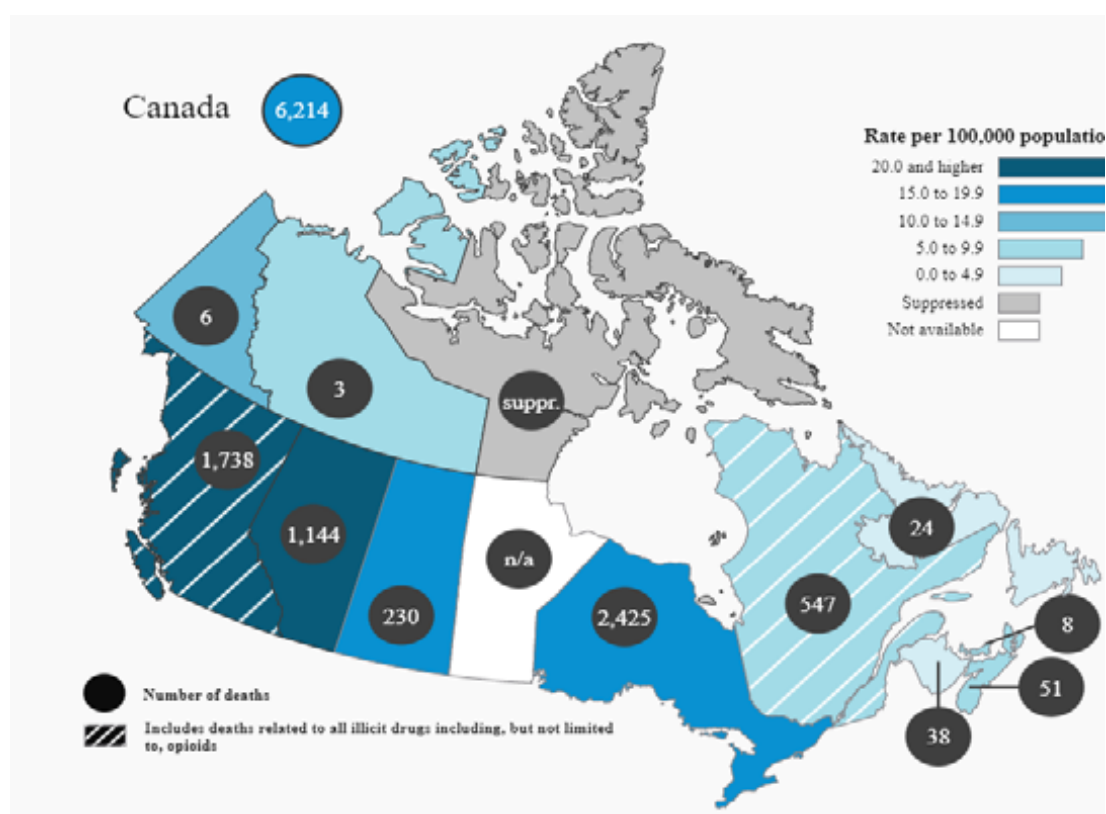 Canada
6,214
Rate per 100,000 populatio
20.0 and higher
15.0 to 19.9
10.0 to 14.9
5.0 to 9.9
0.0 to 4.9
Suppressed
Not available
6
3
suppr.
1,738
1,144
230
n/a
2,425
547
24
8
51
38
Number of deaths
Includes deaths related to all illicit drugs including, but not limited
to, opioids